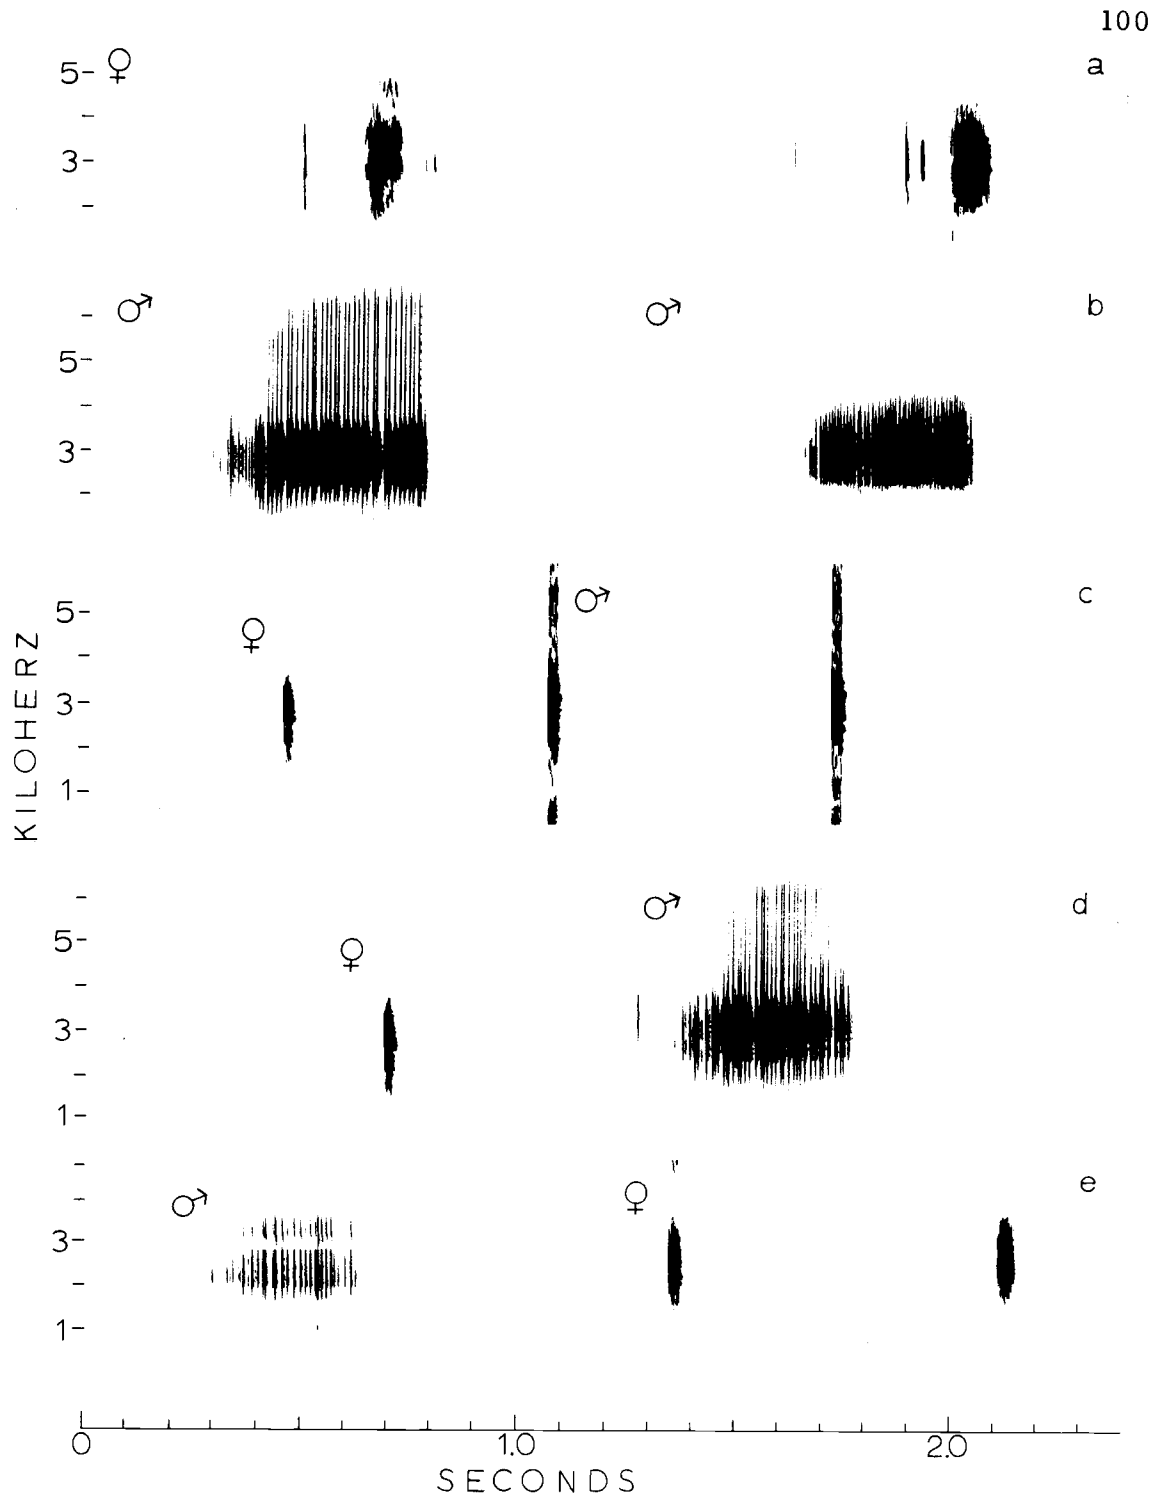 100
5- ♀ a
3-
♂ ♂ b
5-
3-
♂ c
5-
♀
3-
1-
KILOHERZ
♂ d
5- ♀
3-
1-
♂ ♀ e
3-
1-
0 1.0 2.0
SECONDS